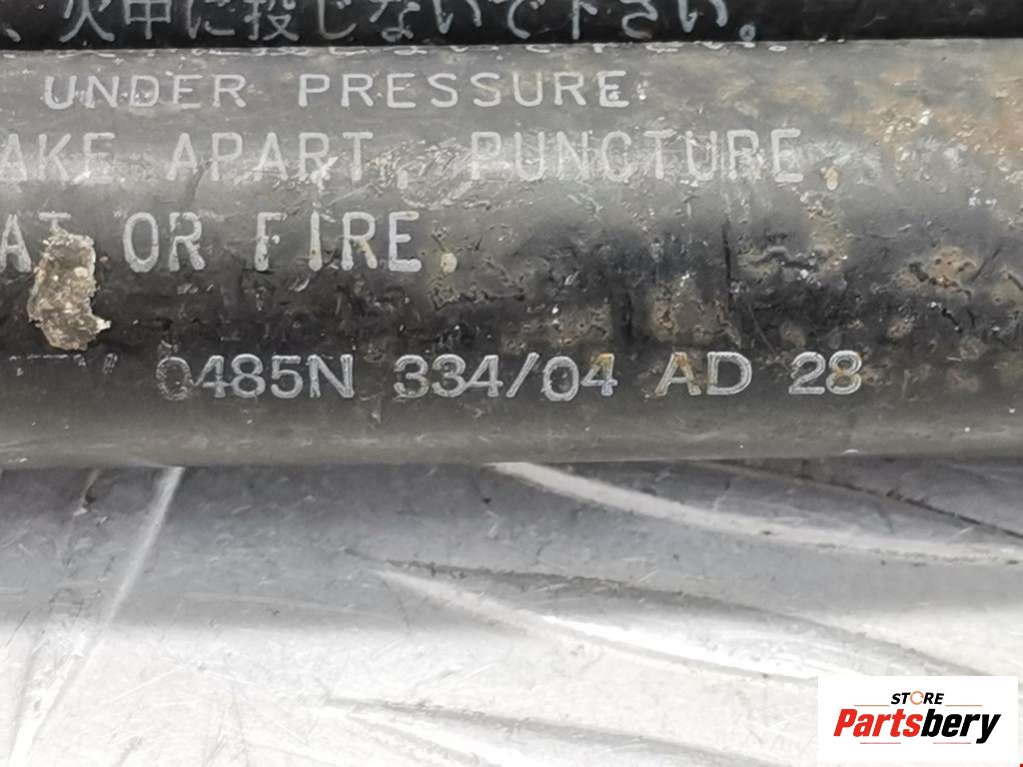 、火中に投じないで下さい。
UNDER PRESSURE.
AKE APART, PUNCTURE.
AT OR FIRE.
0485N 334/04 AD 28
STORE
Partsbery